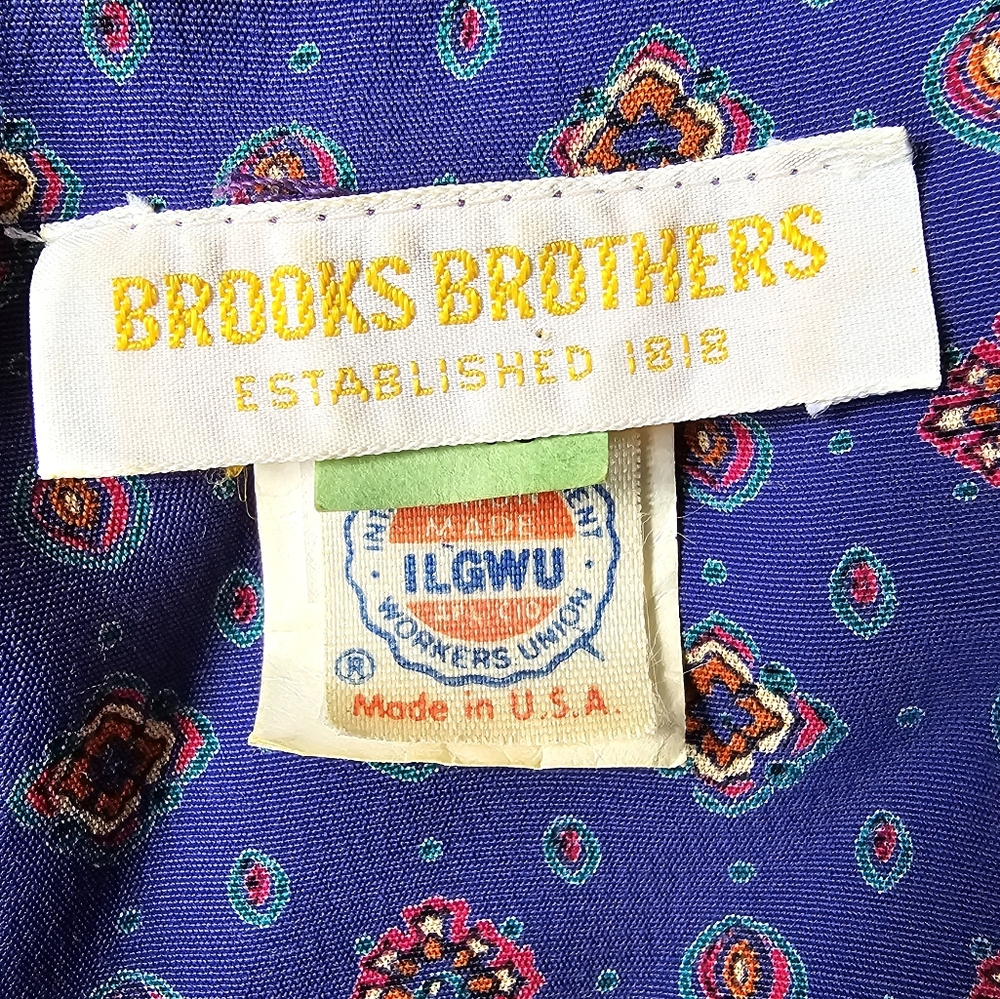 BROOKS BROTHERS
ESTABLISHED 1818
MADE
ILGWU
WORKERS UNION
®
Made in U.S.A.